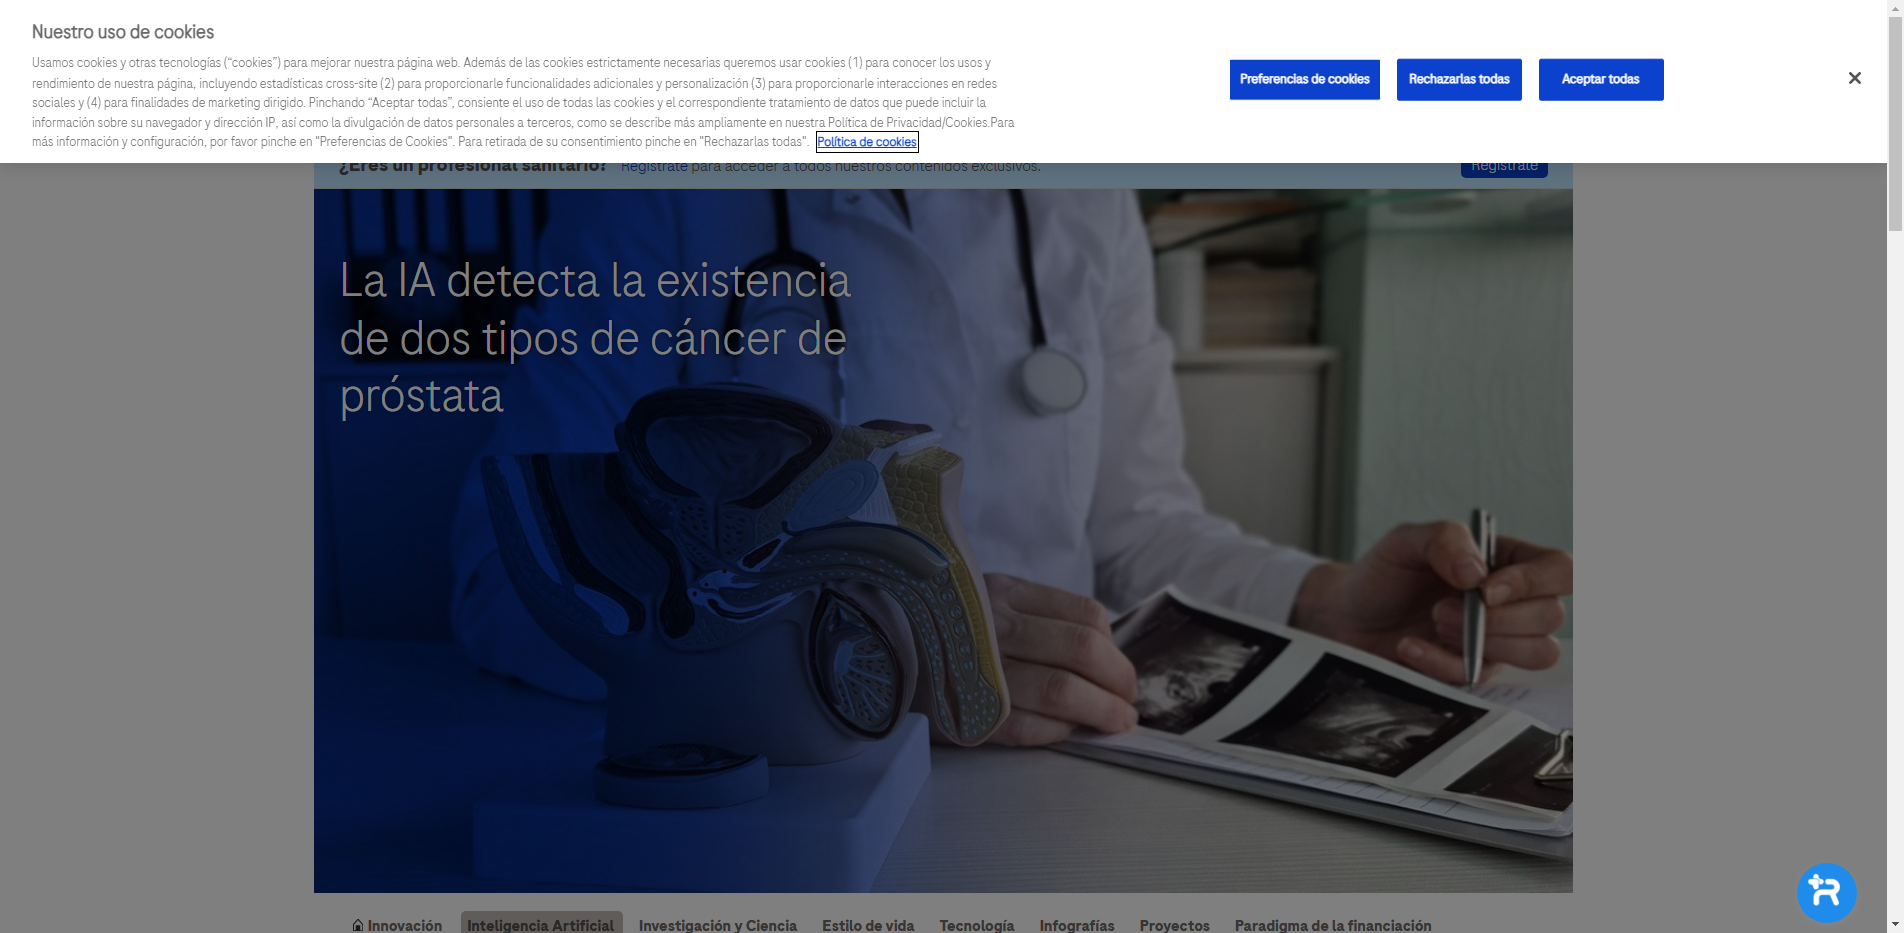 Nuestro uso de cookies
Usamos cookies y otras tecnologías (“cookies”) para mejorar nuestra página web. Además de las cookies estrictamente necesarias queremos usar cookies (1) para conocer los usos y
rendimiento de nuestra página, incluyendo estadísticas cross-site (2) para proporcionarle funcionalidades adicionales y personalización (3) para proporcionarle interacciones en redes
sociales y (4) para finalidades de marketing dirigido. Pinchando “Aceptar todas”, consiente el uso de todas las cookies y el correspondiente tratamiento de datos que puede incluir la
información sobre su navegador y dirección IP, así como la divulgación de datos personales a terceros, como se describe más ampliamente en nuestra Política de Privacidad/Cookies.Para
más información y configuración, por favor pinche en "Preferencias de Cookies". Para retirada de su consentimiento pinche en "Rechazarlas todas". Política de cookies
Preferencias de cookies
Rechazarlas todas
Aceptar todas
¿Eres un profesional sanitario? Regístrate para acceder a todos nuestros contenidos exclusivos. Regístrate
La IA detecta la existencia
de dos tipos de cáncer de
próstata
Innovación Inteligencia Artificial Investigación y Ciencia Estilo de vida Tecnología Infografías Proyectos Paradigma de la financiación